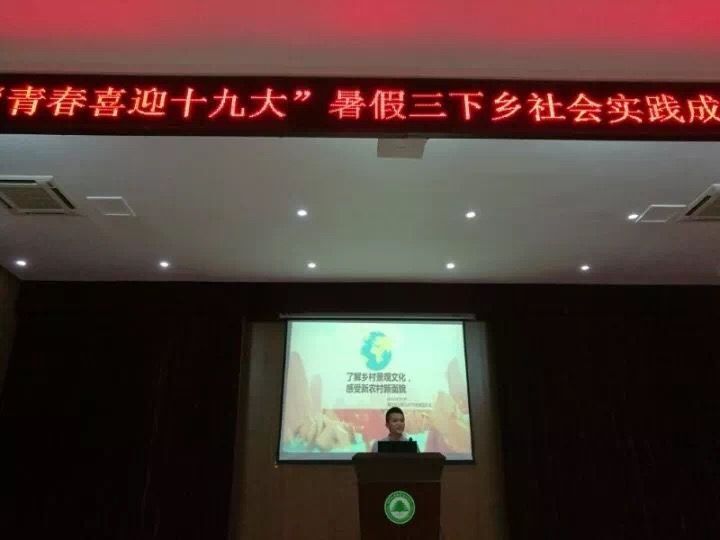 “青春喜迎十九大”暑假三下乡社会实践成
了解乡村景观文化，
感受新农村新面貌